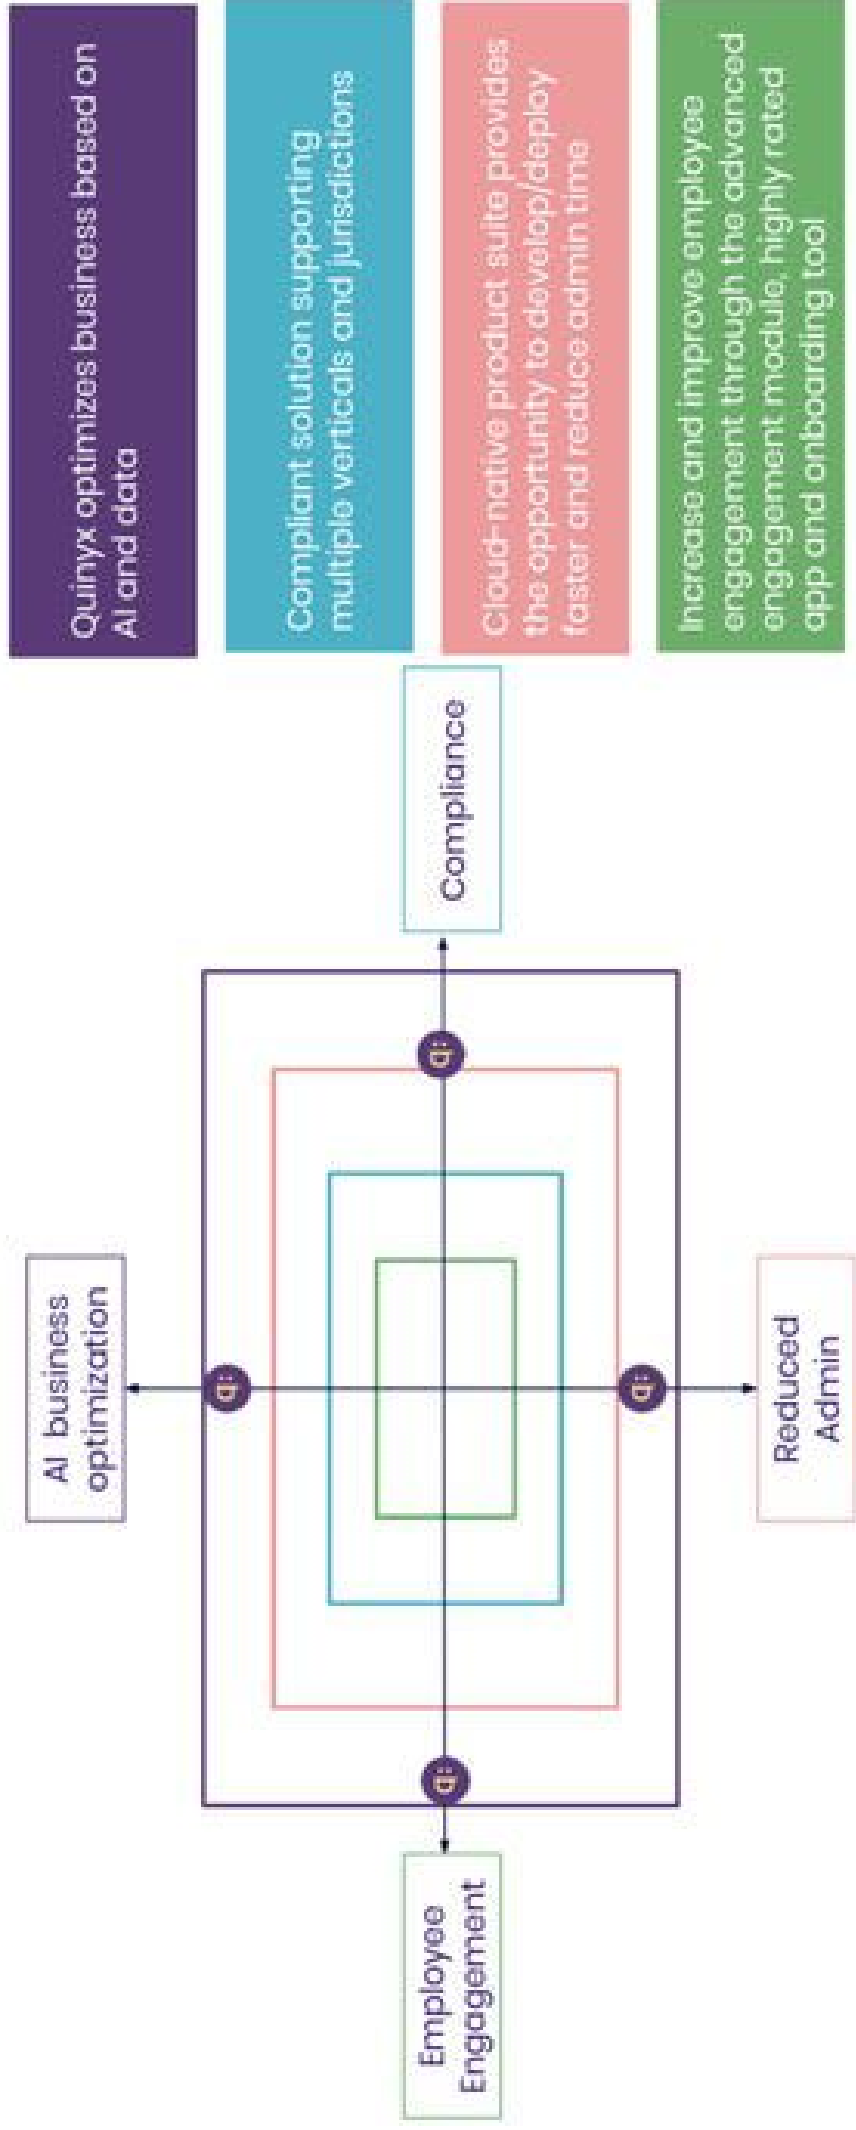 AI business
optimization
Employee
Engagement
Compliance
Reduced
Admin
Quinyx optimizes business based on
AI and data
Compliant solution supporting
multiple verticals and jurisdictions
Cloud-native product suite provides
the opportunity to develop/deploy
faster and reduce admin time
Increase and improve employee
engagement through the advanced
engagement module, highly rated
app and onboarding tool